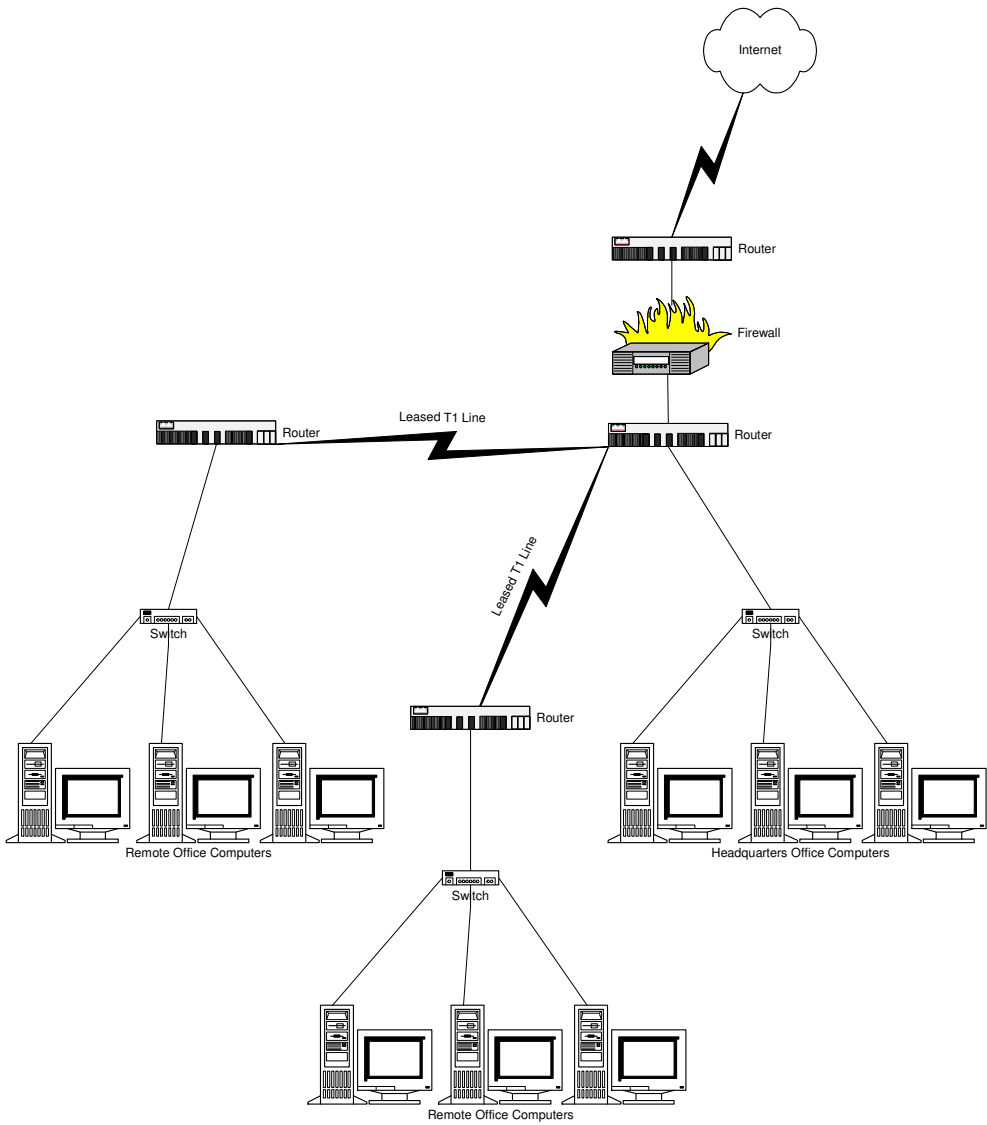 Internet
Router
Firewall
Leased T1 Line
Router
Router
Leased T1 Line
Switch
Switch
Router
Remote Office Computers
Headquarters Office Computers
Switch
Remote Office Computers